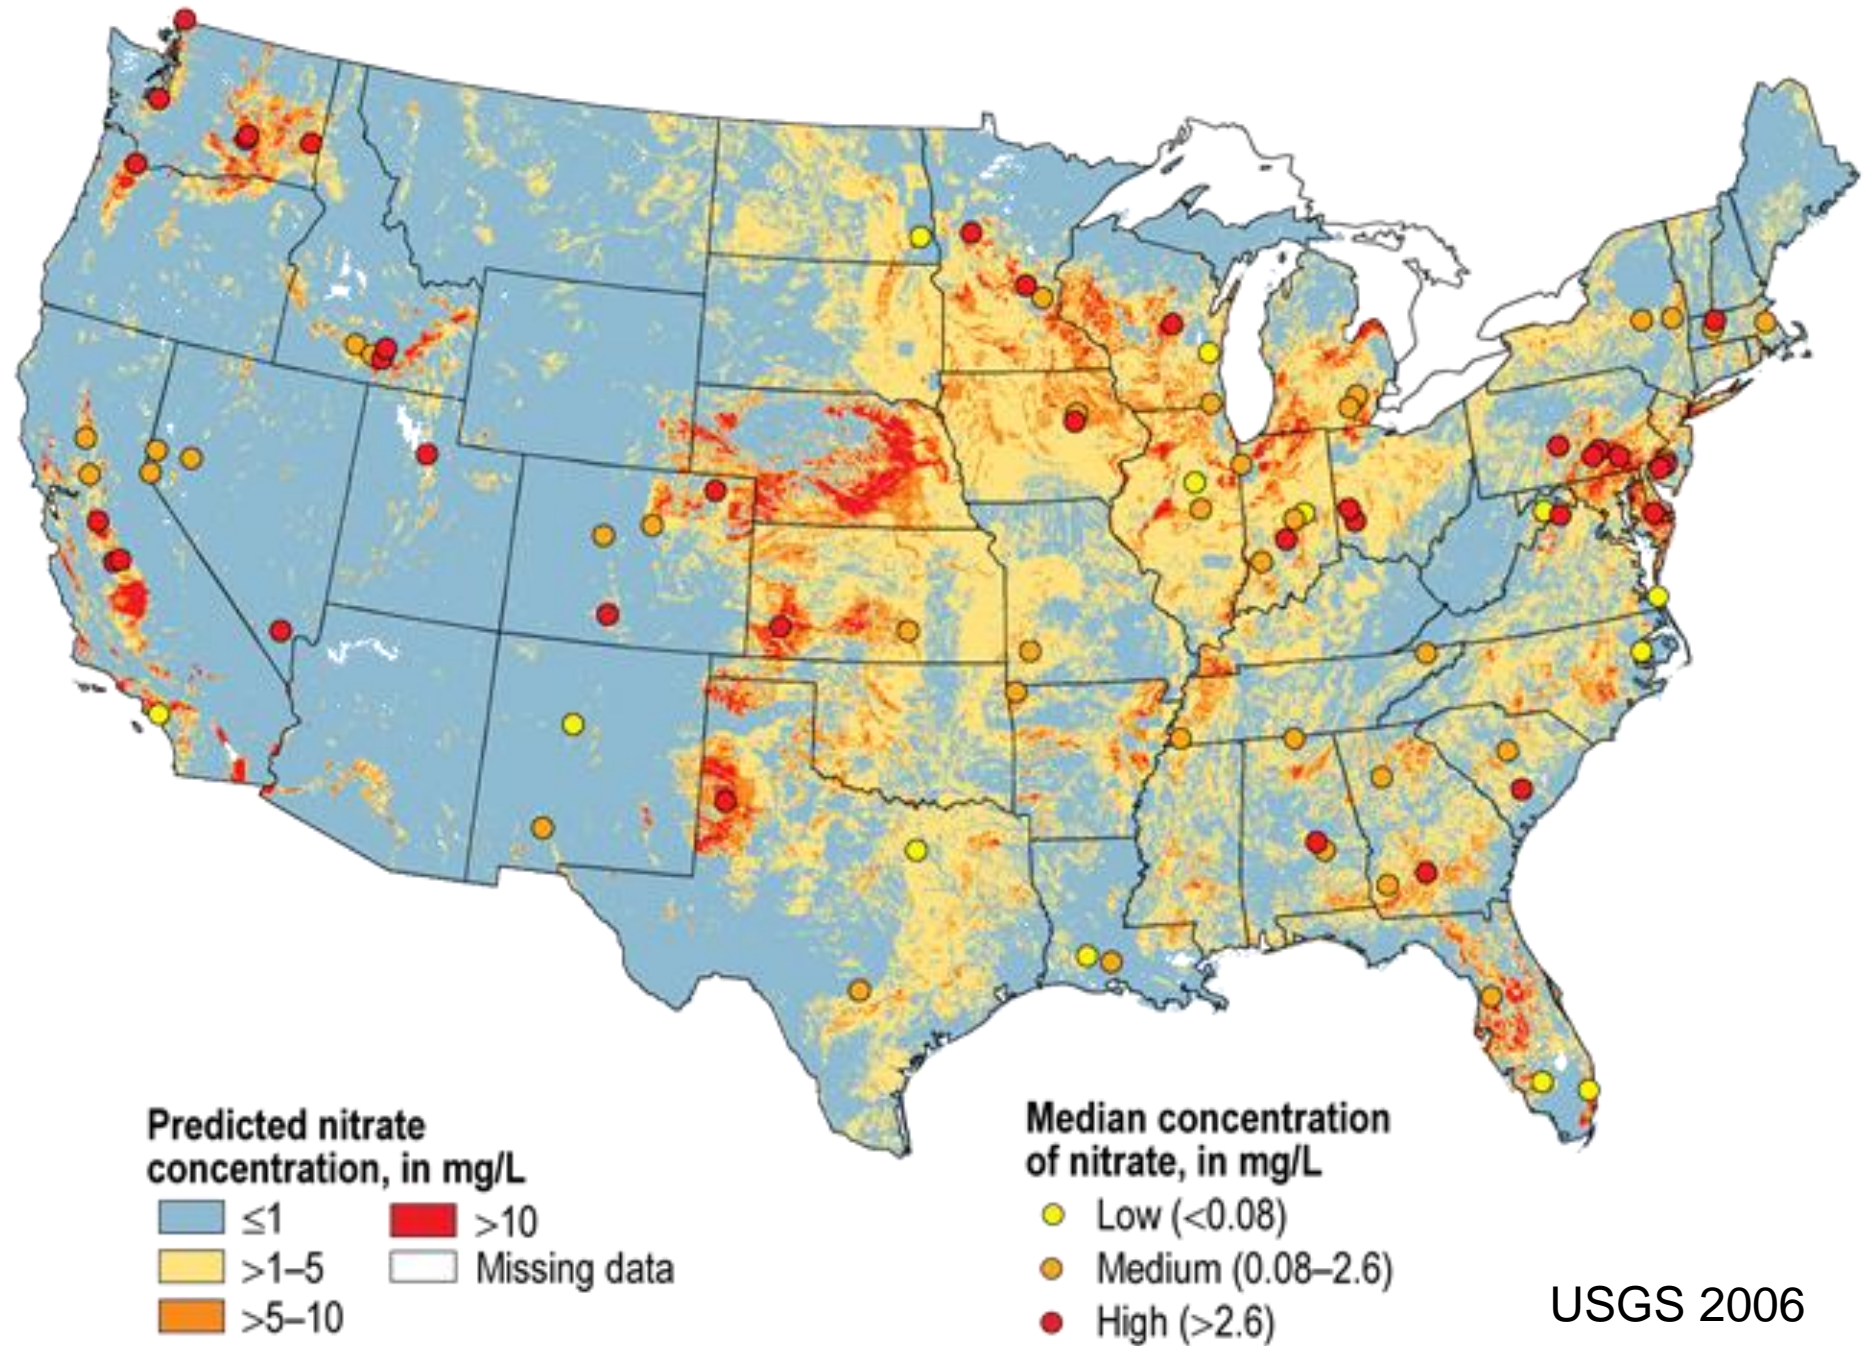 Predicted nitrate
concentration, in mg/L
≤1
>1–5
>5–10
>10
Missing data
Median concentration
of nitrate, in mg/L
Low (<0.08)
Medium (0.08–2.6)
High (>2.6)
USGS 2006